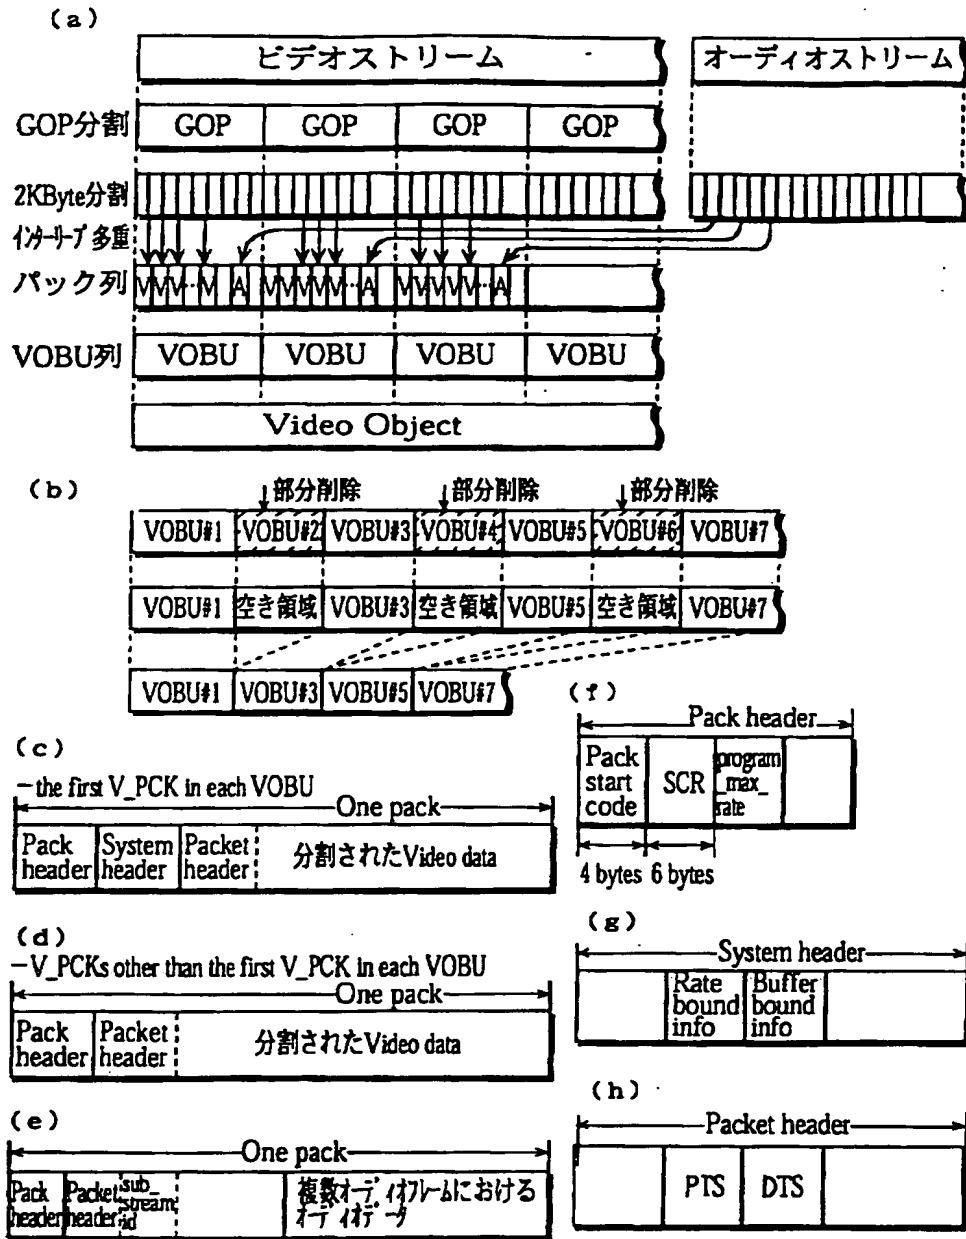 (a)
ビデオストリーム オーディオストリーム
GOP分割 GOP GOP GOP GOP
2KByte分割
インターリーブ多重
パック列 V V V … V A V V V V V … A V V V V V … A
VOBU列 VOBU VOBU VOBU VOBU
Video Object
(b)
↓部分削除 ↓部分削除 ↓部分削除
VOBU#1 VOBU#2 VOBU#3 VOBU#4 VOBU#5 VOBU#6 VOBU#7
VOBU#1 空き領域 VOBU#3 空き領域 VOBU#5 空き領域 VOBU#7
VOBU#1 VOBU#3 VOBU#5 VOBU#7
(c)
– the first V_PCK in each VOBU
One pack
Pack header System header Packet header 分割されたVideo data
(d)
– V_PCKs other than the first V_PCK in each VOBU
One pack
Pack header Packet header 分割されたVideo data
(e)
One pack
Pack header Packet header sub_stream_id 複数オーディオフレームにおける
オーディオデータ
(f)
Pack header
Pack start code SCR program_max_rate
4 bytes 6 bytes
(g)
System header
Rate bound info Buffer bound info
(h)
Packet header
PTS DTS